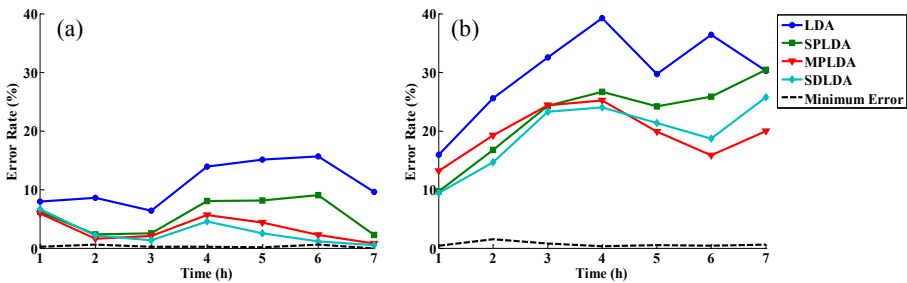 (a)
Error Rate (%)
40
30
20
10
0
1 2 3 4 5 6 7
Time (h)
(b)
Error Rate (%)
40
30
20
10
0
1 2 3 4 5 6 7
Time (h)
LDA
SPLDA
MPLDA
SDLDA
Minimum Error